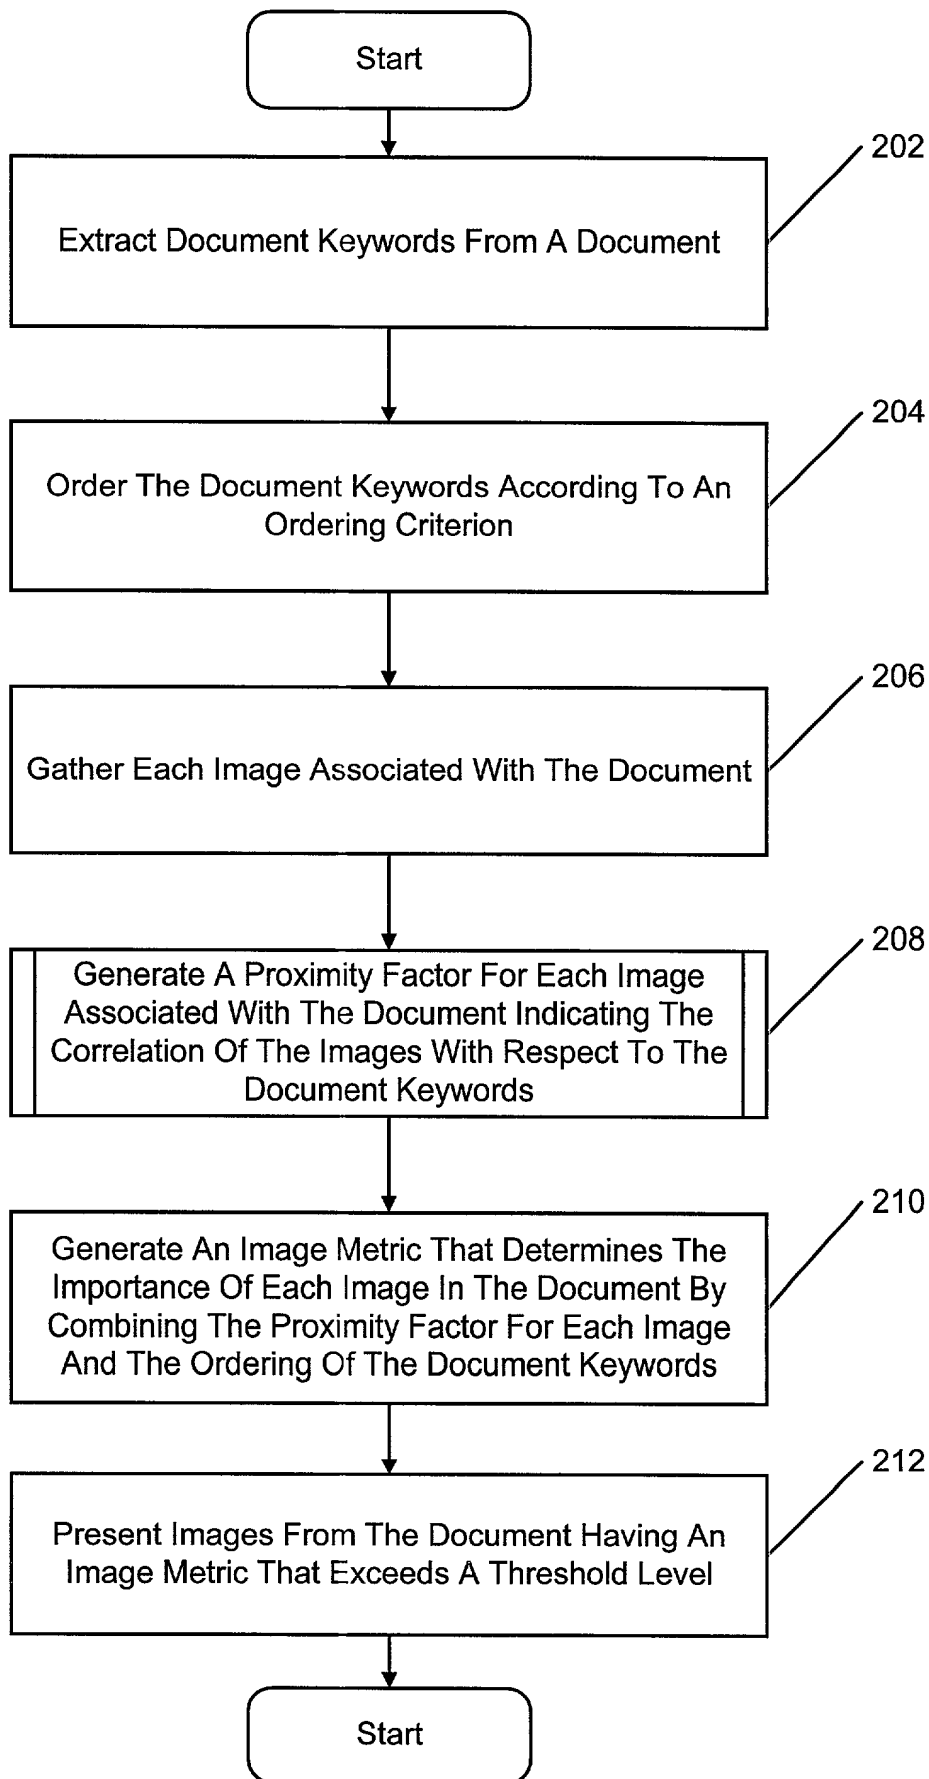 Start
202
Extract Document Keywords From A Document
204
Order The Document Keywords According To An
Ordering Criterion
206
Gather Each Image Associated With The Document
208
Generate A Proximity Factor For Each Image
Associated With The Document Indicating The
Correlation Of The Images With Respect To The
Document Keywords
210
Generate An Image Metric That Determines The
Importance Of Each Image In The Document By
Combining The Proximity Factor For Each Image
And The Ordering Of The Document Keywords
212
Present Images From The Document Having An
Image Metric That Exceeds A Threshold Level
Start